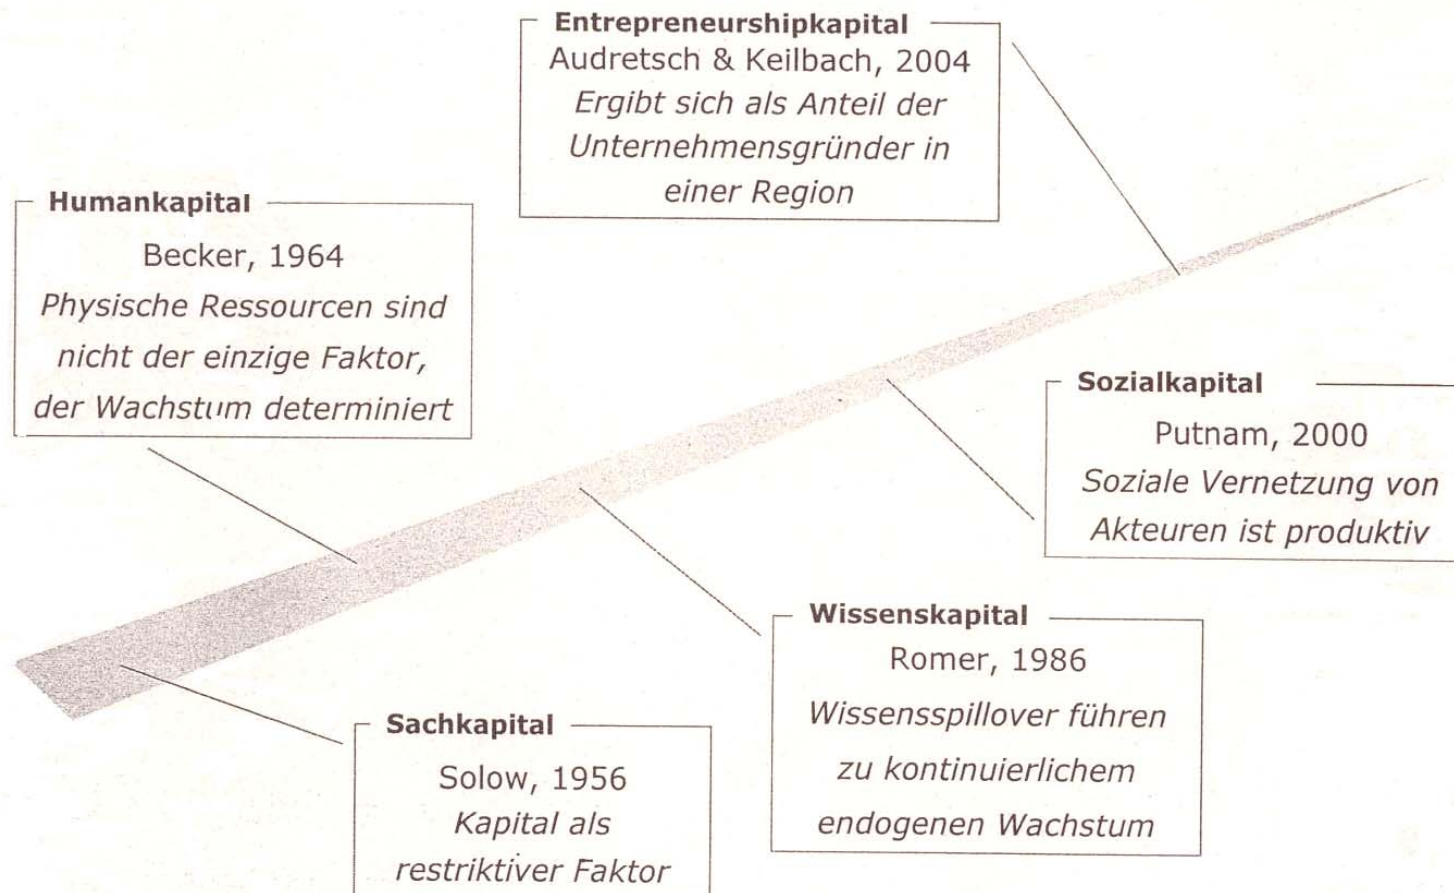 Entrepreneurshipkapital
Audretsch & Keilbach, 2004
Ergibt sich als Anteil der
Unternehmensgründer in
einer Region
Humankapital
Becker, 1964
Physische Ressourcen sind
nicht der einzige Faktor,
der Wachstum determiniert
Sozialkapital
Putnam, 2000
Soziale Vernetzung von
Akteuren ist produktiv
Wissenskapital
Romer, 1986
Wissensspillover führen
zu kontinuierlichem
endogenen Wachstum
Sachkapital
Solow, 1956
Kapital als
restriktiver Faktor